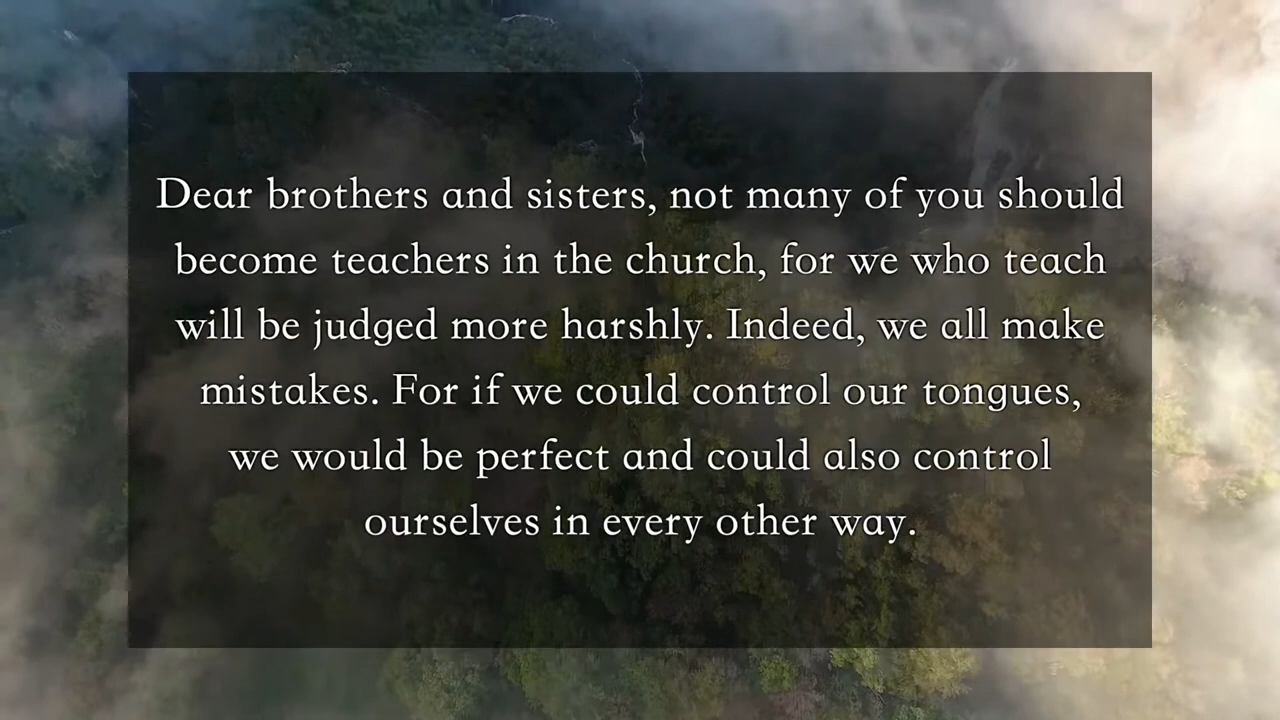 Dear brothers and sisters, not many of you should
become teachers in the church, for we who teach
will be judged more harshly. Indeed, we all make
mistakes. For if we could control our tongues,
we would be perfect and could also control
ourselves in every other way.